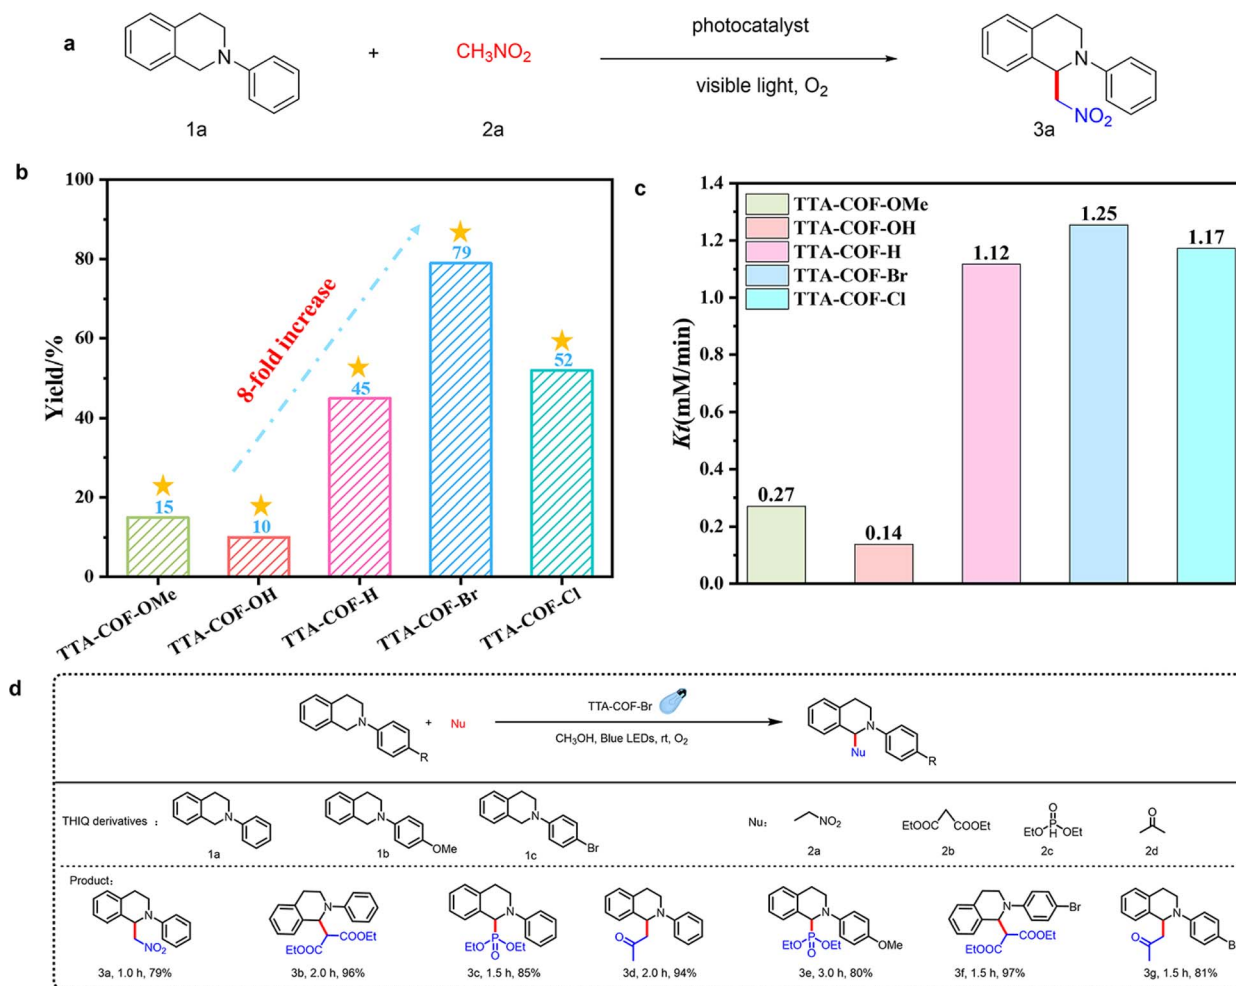 a
N
1a
+
CH3NO2
2a
photocatalyst
visible light, O2
N
NO2
3a
b
Yield/%
100
80
60
40
20
0
8-fold increase
15
10
45
79
52
TTA-COF-OMe
TTA-COF-OH
TTA-COF-H
TTA-COF-Br
TTA-COF-Cl
c
Kt(mM/min)
1.4
1.2
1.0
0.8
0.6
0.4
0.2
0.0
TTA-COF-OMe
TTA-COF-OH
TTA-COF-H
TTA-COF-Br
TTA-COF-Cl
0.27
0.14
1.12
1.25
1.17
d
N
R
+
Nu
TTA-COF-Br
CH3OH, Blue LEDs, rt, O2
N
Nu
R
THIQ derivatives :
N
1a
N
OMe
1b
N
Br
1c
Nu:
NO2
2a
EtOOC COOEt
2b
O
EtO P OEt
H
2c
O
2d
Product:
N
NO2
3a, 1.0 h, 79%
N
COOEt
EtOOC
3b, 2.0 h, 96%
N
EtO P OEt
O
3c, 1.5 h, 85%
N
O
3d, 2.0 h, 94%
N
EtO P OEt
O
OMe
3e, 3.0 h, 80%
N
Br
EtOOC COOEt
3f, 1.5 h, 97%
N
O
Br
3g, 1.5 h, 81%